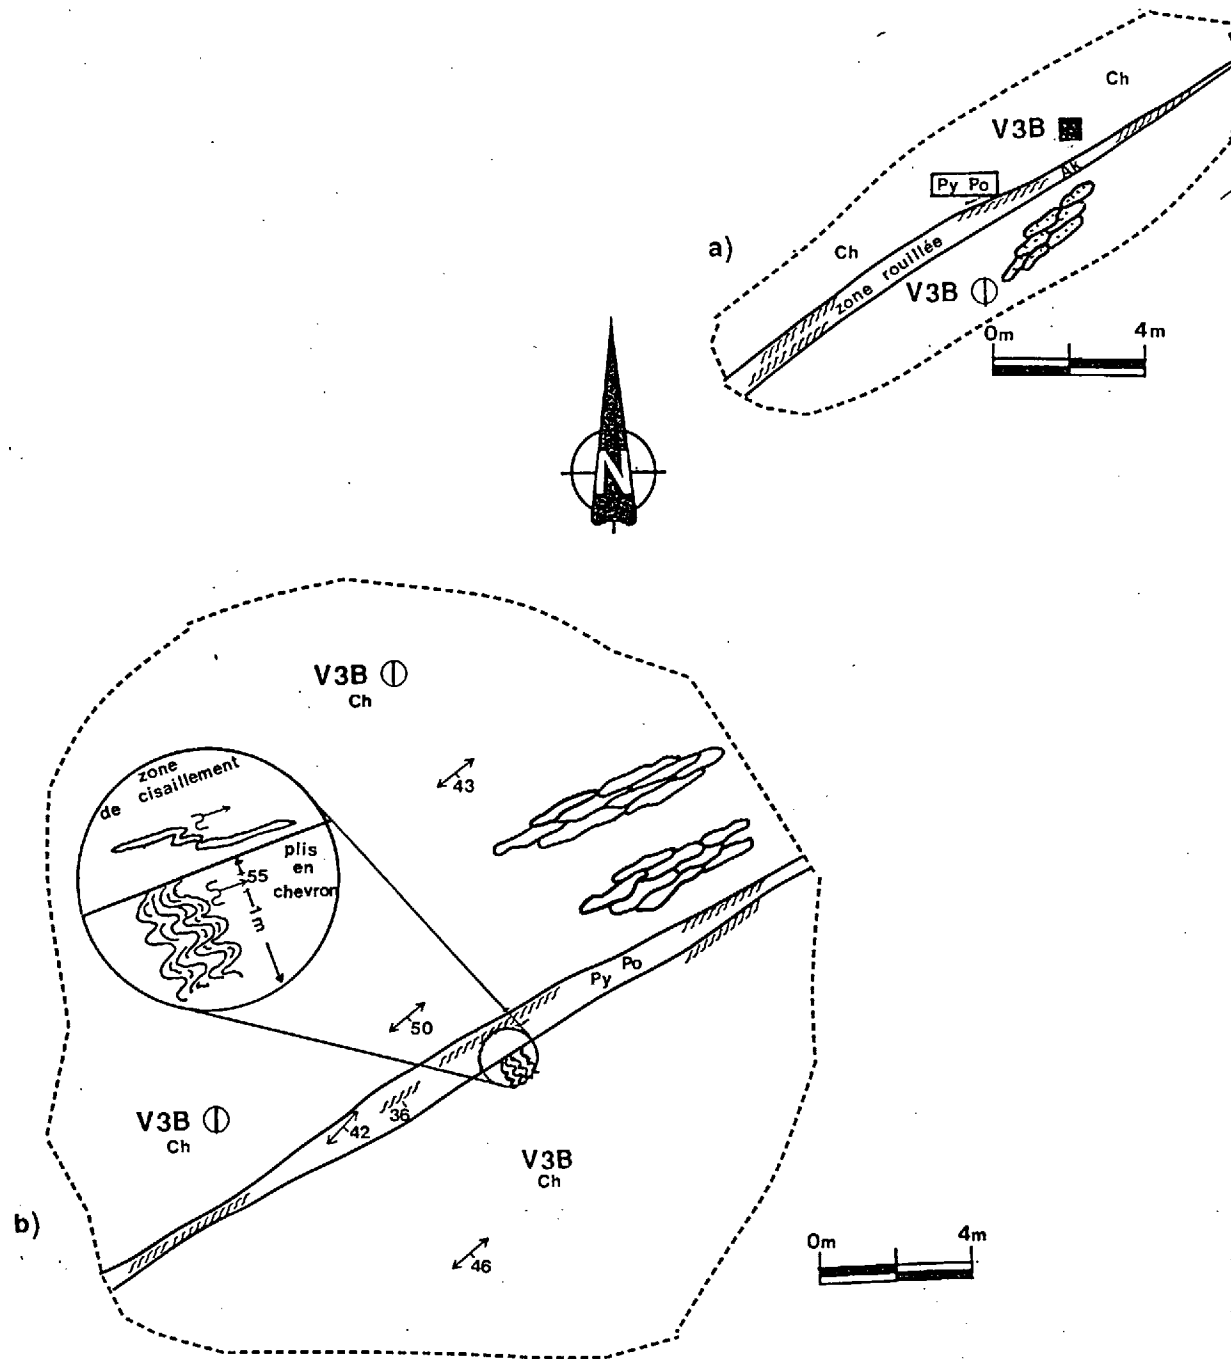 Ch
V3B
Ak
Py Po
a)
Ch
zone rouillée
V3B
0m 4m
N
V3B
Ch
zone
de cisaillement
43
plis
en
chevron
55
1m
Py Po
50
V3B
Ch
42
36
V3B
Ch
b)
46
0m 4m